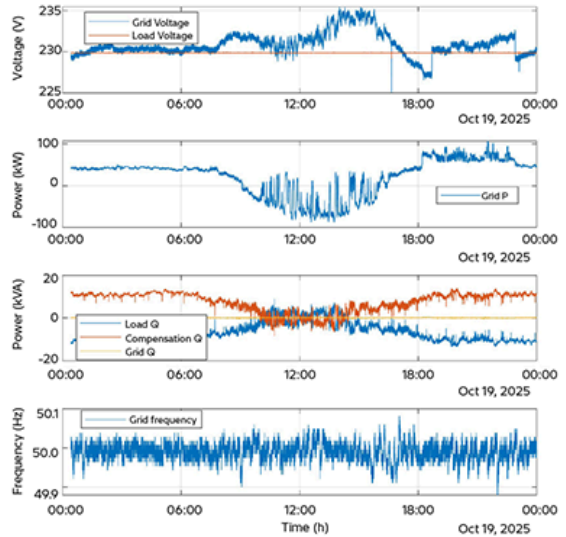 Voltage (V)
235
230
225
Grid Voltage
Load Voltage
00:00 06:00 12:00 18:00 00:00
Oct 19, 2025
Power (kW)
100
0
-100
Grid P
00:00 06:00 12:00 18:00 00:00
Oct 19, 2025
Power (kVA)
20
0
-20
Load Q
Compensation Q
Grid Q
00:00 06:00 12:00 18:00 00:00
Oct 19, 2025
Frequency (Hz)
50.1
50.0
49.9
Grid frequency
00:00 06:00 12:00 18:00 00:00
Time (h)
Oct 19, 2025